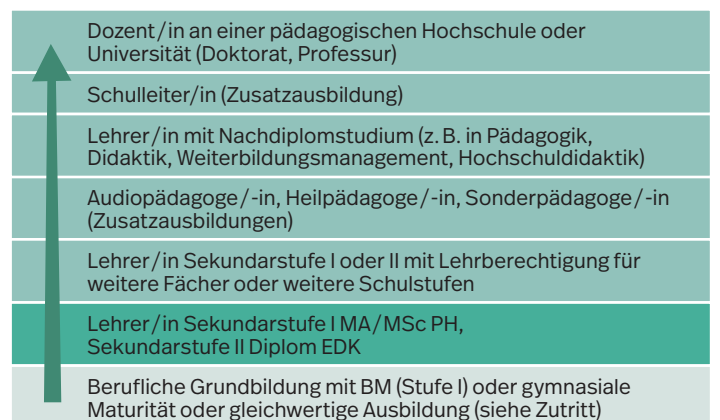 Dozent/in an einer pädagogischen Hochschule oder
Universität (Doktorat, Professur)
Schulleiter/in (Zusatzausbildung)
Lehrer/in mit Nachdiplomstudium (z. B. in Pädagogik,
Didaktik, Weiterbildungsmanagement, Hochschuldidaktik)
Audiopädagoge/-in, Heilpädagoge/-in, Sonderpädagoge/-in
(Zusatzausbildungen)
Lehrer/in Sekundarstufe I oder II mit Lehrberechtigung für
weitere Fächer oder weitere Schulstufen
Lehrer/in Sekundarstufe I MA/MSc PH,
Sekundarstufe II Diplom EDK
Berufliche Grundbildung mit BM (Stufe I) oder gymnasiale
Maturität oder gleichwertige Ausbildung (siehe Zutritt)